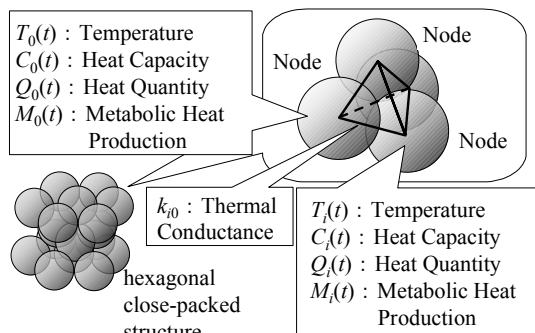 T₀(t) : Temperature
C₀(t) : Heat Capacity
Q₀(t) : Heat Quantity
M₀(t) : Metabolic Heat
Production
Node
Node
Node
kᵢ₀ : Thermal
Conductance
Tᵢ(t) : Temperature
Cᵢ(t) : Heat Capacity
Qᵢ(t) : Heat Quantity
Mᵢ(t) : Metabolic Heat
Production
hexagonal
close-packed
structure